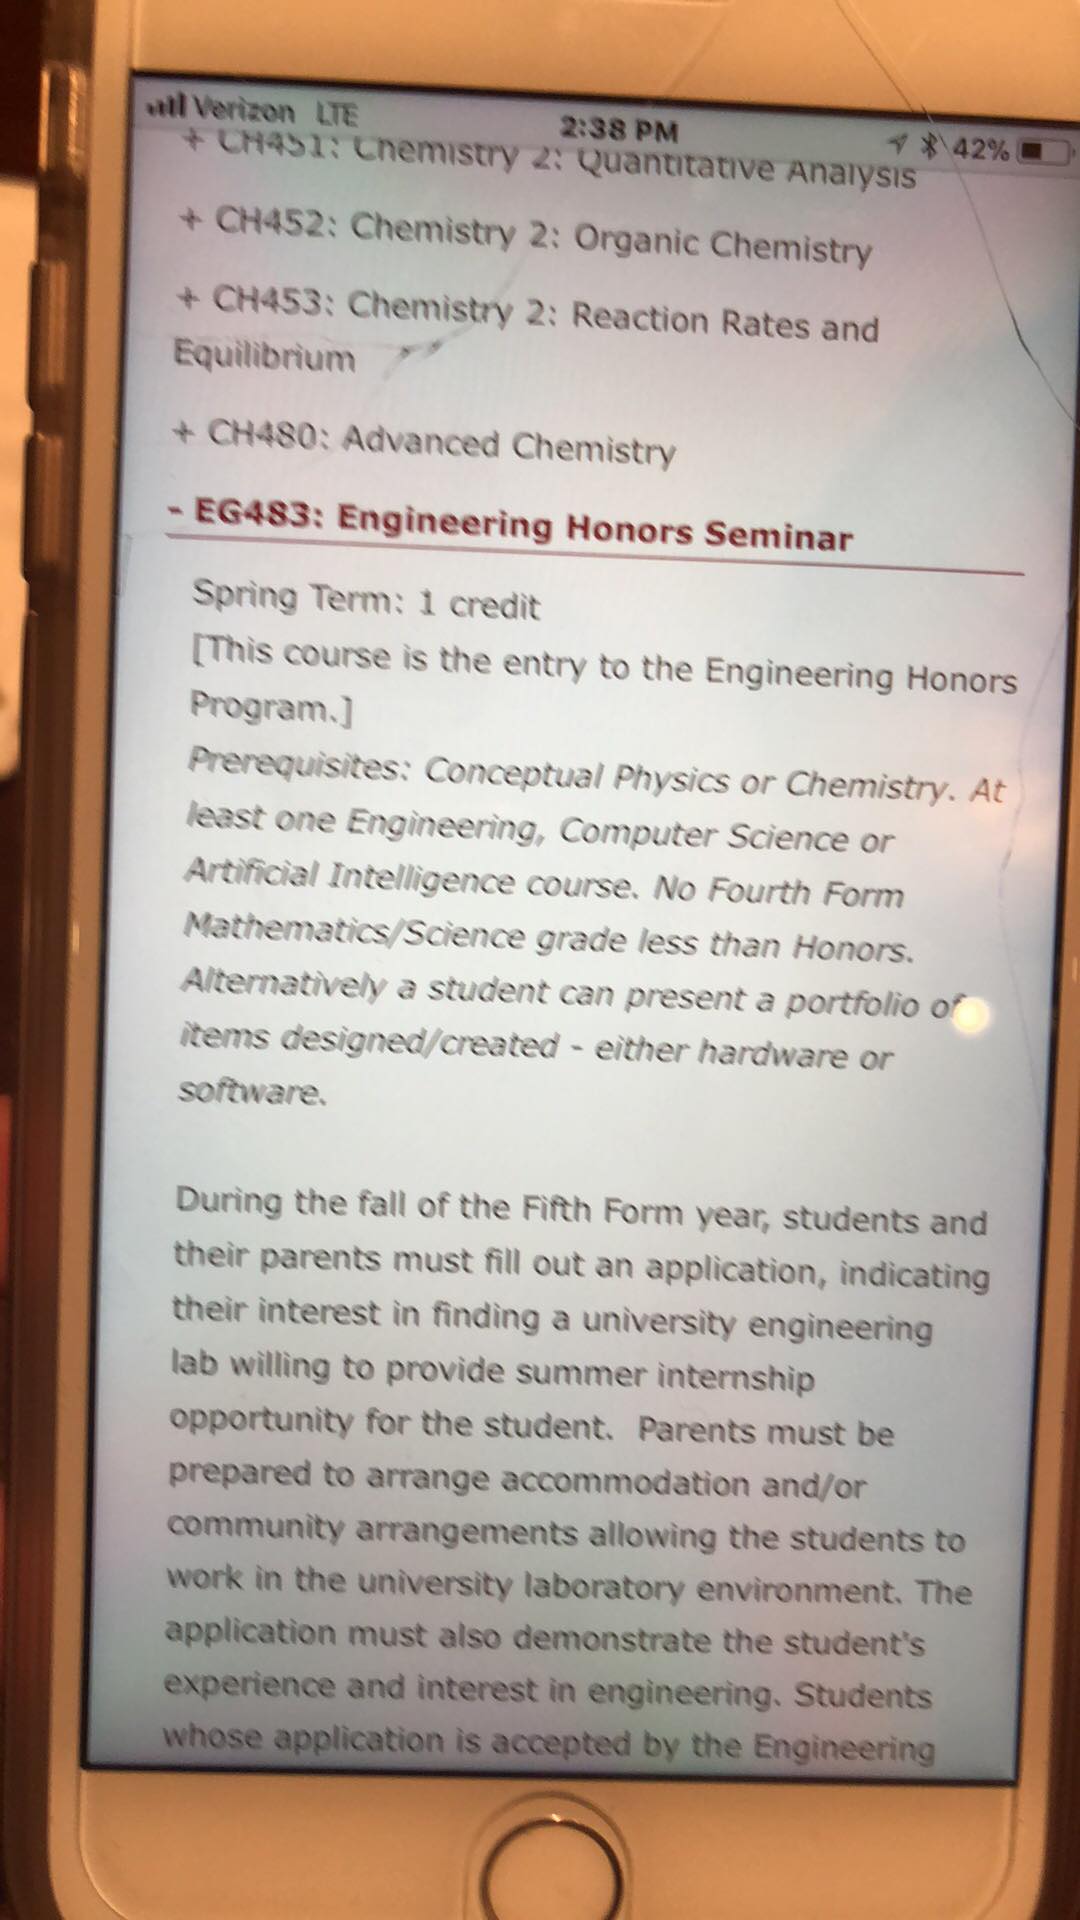 Verizon LTE 2:38 PM 42%
+ CH451: Chemistry 2: Quantitative Analysis
+ CH452: Chemistry 2: Organic Chemistry
+ CH453: Chemistry 2: Reaction Rates and
Equilibrium
+ CH480: Advanced Chemistry
- EG483: Engineering Honors Seminar
Spring Term: 1 credit
[This course is the entry to the Engineering Honors
Program.]
Prerequisites: Conceptual Physics or Chemistry. At
least one Engineering, Computer Science or
Artificial Intelligence course. No Fourth Form
Mathematics/Science grade less than Honors.
Alternatively a student can present a portfolio of
items designed/created - either hardware or
software.
During the fall of the Fifth Form year, students and
their parents must fill out an application, indicating
their interest in finding a university engineering
lab willing to provide summer internship
opportunity for the student. Parents must be
prepared to arrange accommodation and/or
community arrangements allowing the students to
work in the university laboratory environment. The
application must also demonstrate the student's
experience and interest in engineering. Students
whose application is accepted by the Engineering